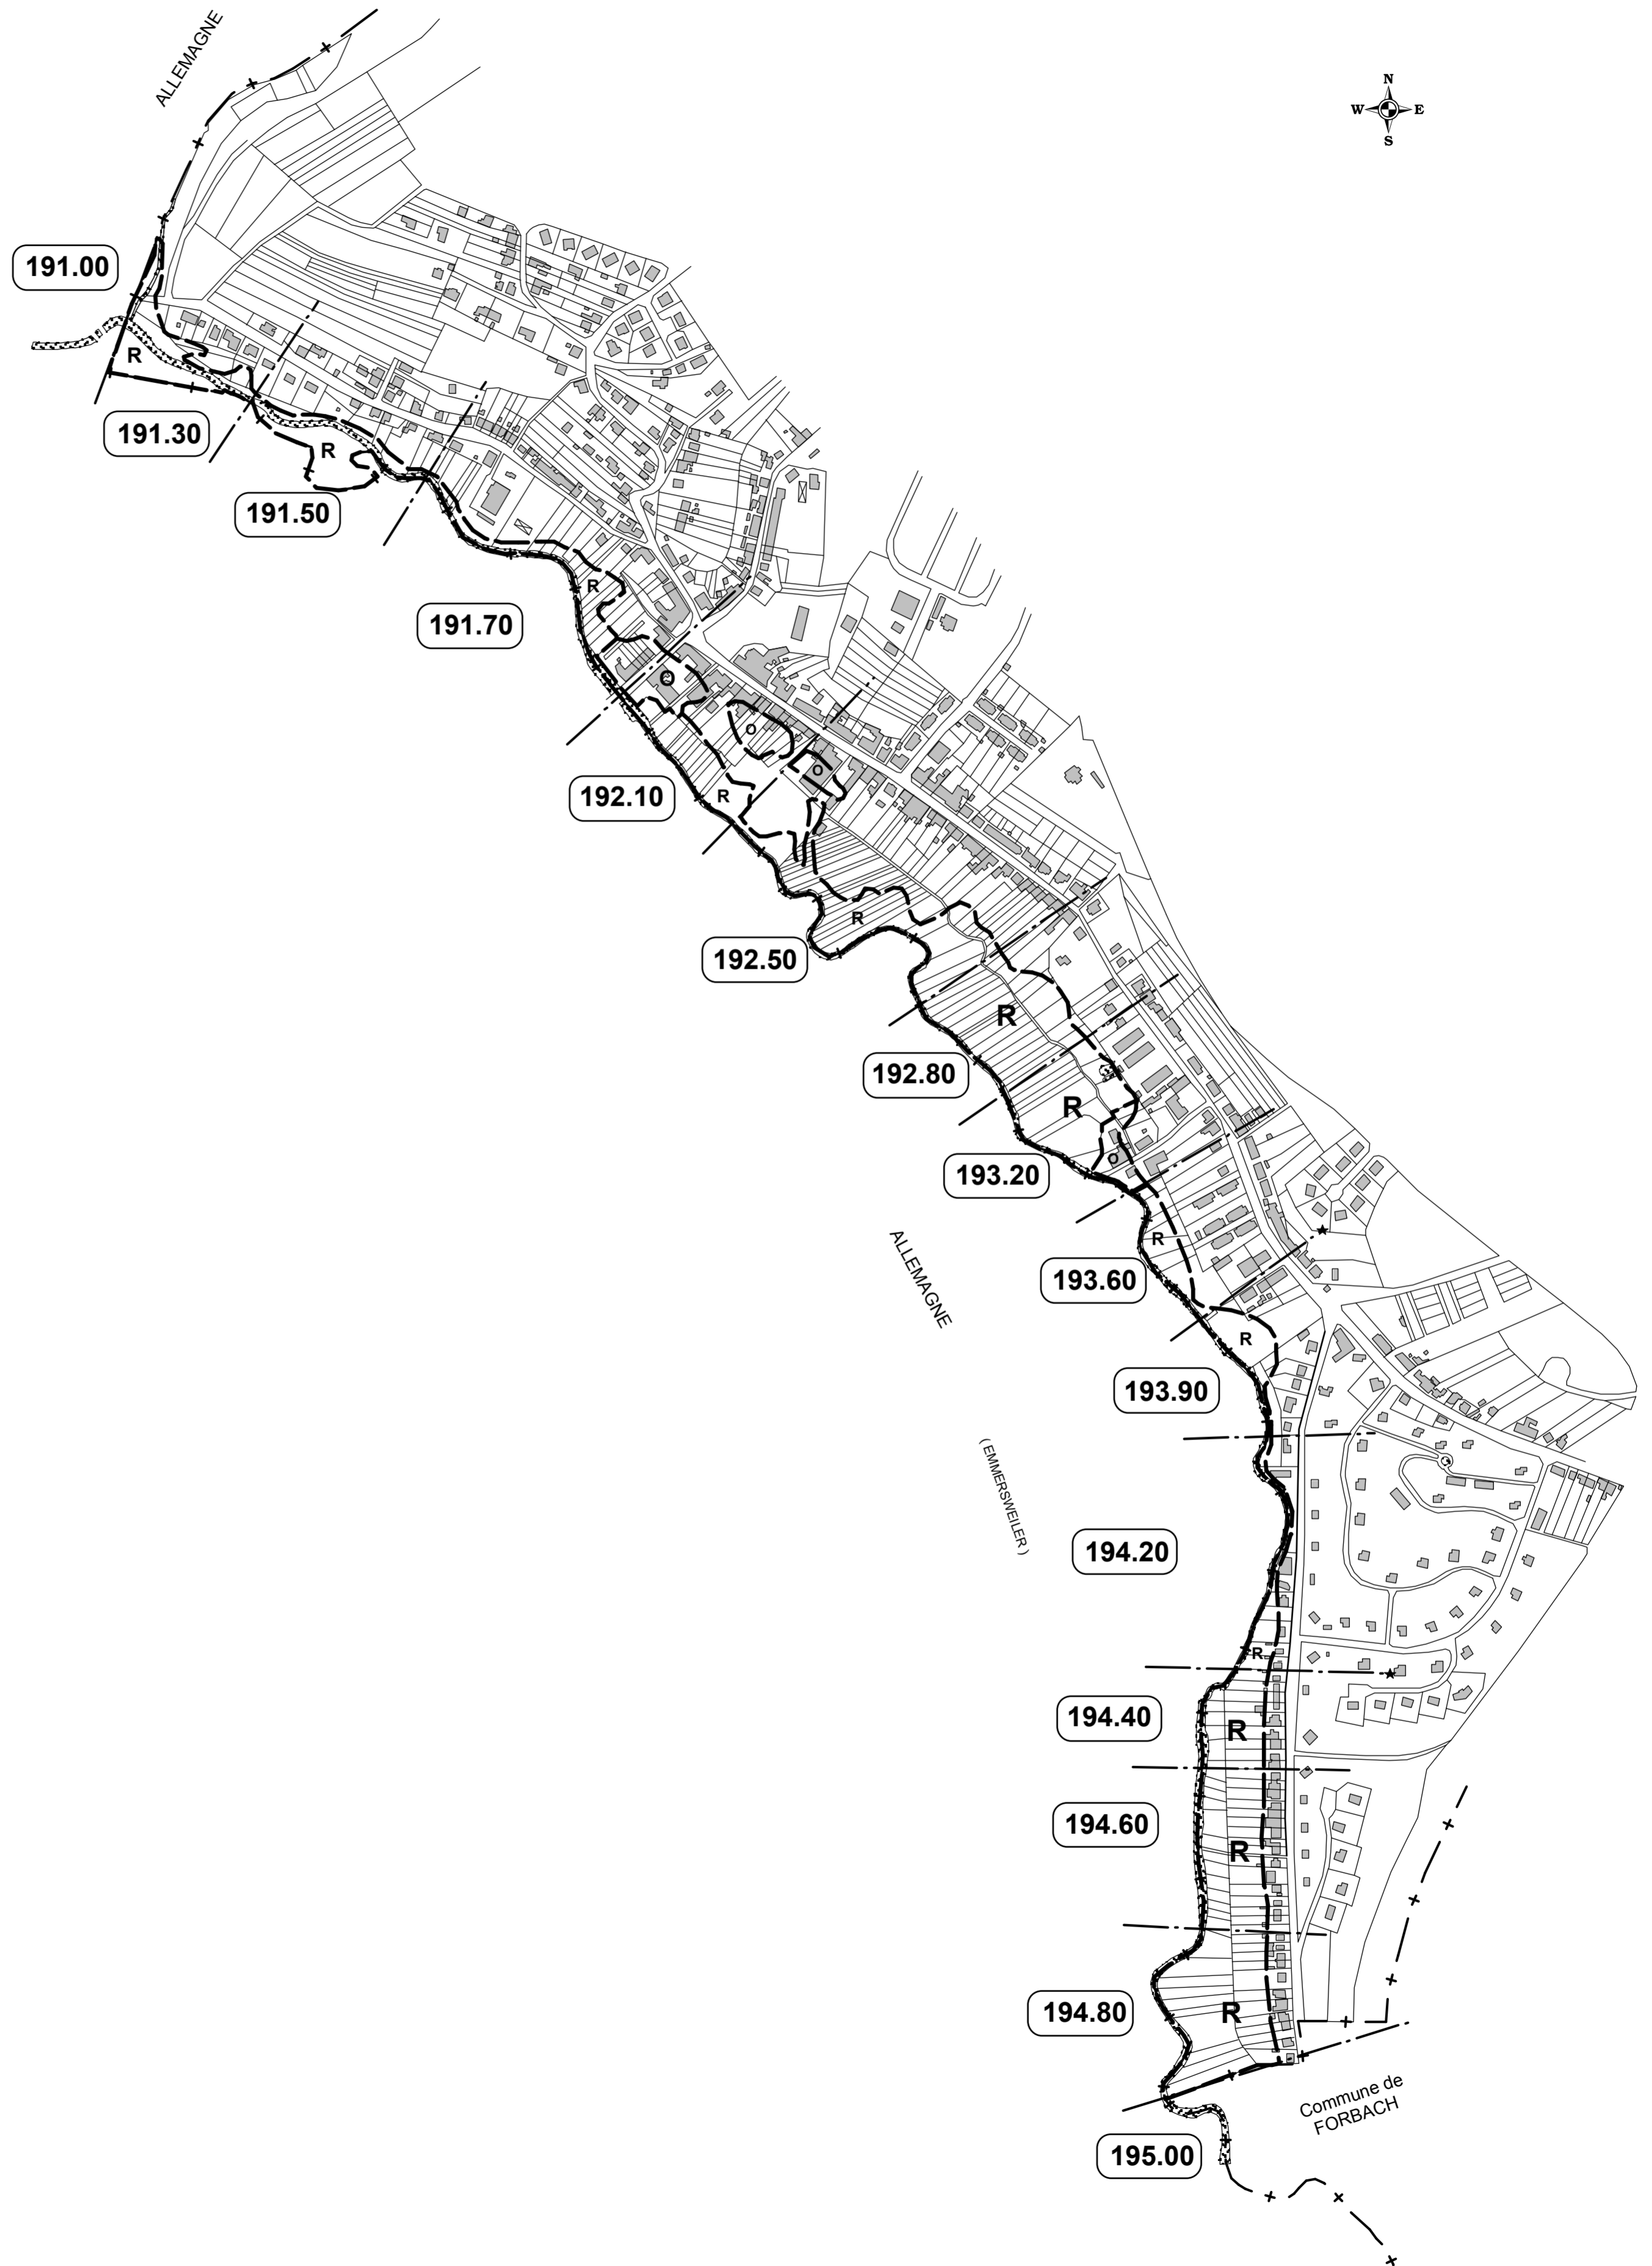 ALLEMAGNE
N
W E
S
191.00
R
191.30
R
191.50
R
191.70
O
O
O
192.10
R
R
192.50
R
192.80
R
O
193.20
R
ALLEMAGNE
193.60
R
193.90
( EMMERSWEILER )
194.20
R
194.40
R
194.60
R
194.80
R
Commune de
FORBACH
195.00